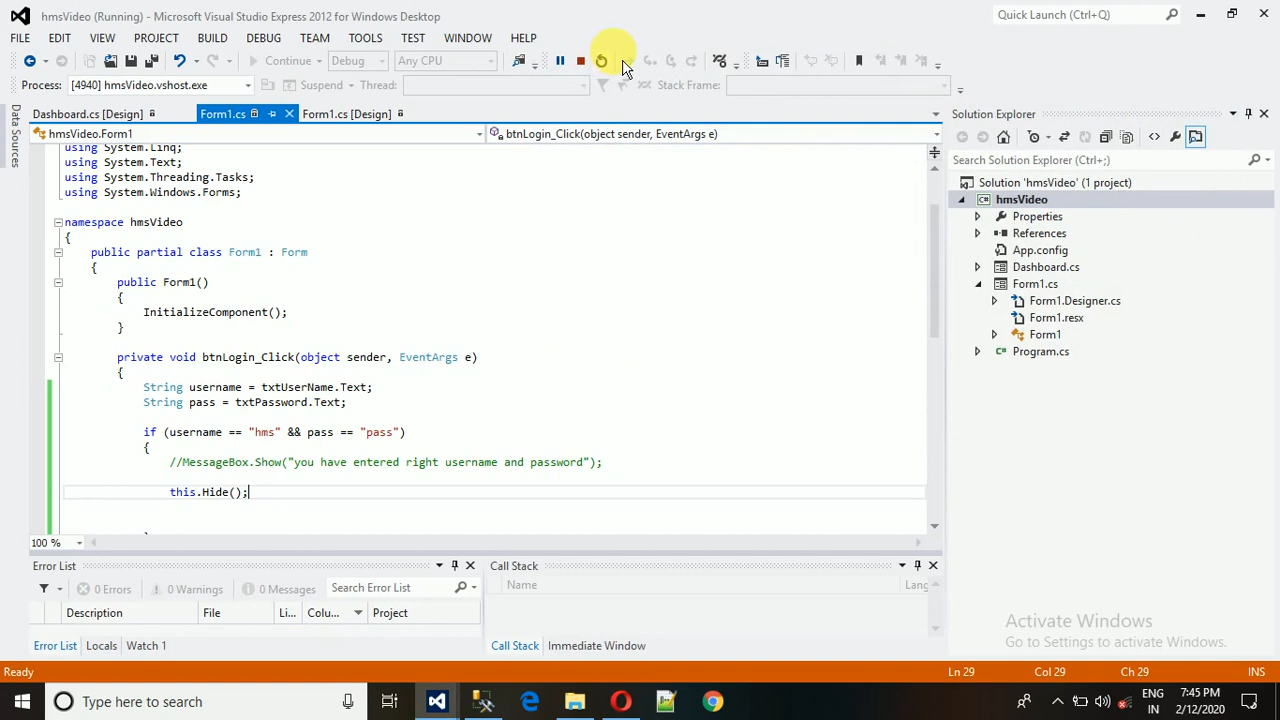 hmsVideo (Running) - Microsoft Visual Studio Express 2012 for Windows Desktop
Quick Launch (Ctrl+Q)
FILE EDIT VIEW PROJECT BUILD DEBUG TEAM TOOLS TEST WINDOW HELP
Continue Debug Any CPU
Process: [4940] hmsVideo.vshost.exe Suspend Thread: Stack Frame:
Data Sources
Dashboard.cs [Design] Form1.cs Form1.cs [Design]
hmsVideo.Form1 btnLogin_Click(object sender, EventArgs e)
using System.Linq;
using System.Text;
using System.Threading.Tasks;
using System.Windows.Forms;
namespace hmsVideo
{
public partial class Form1 : Form
{
public Form1()
{
InitializeComponent();
}
private void btnLogin_Click(object sender, EventArgs e)
{
String username = txtUserName.Text;
String pass = txtPassword.Text;
if (username == "hms" && pass == "pass")
{
//MessageBox.Show("you have entered right username and password");
this.Hide();
}
100 %
Solution Explorer
Search Solution Explorer (Ctrl+;)
Solution 'hmsVideo' (1 project)
C# hmsVideo
Properties
References
App.config
Dashboard.cs
Form1.cs
Form1.Designer.cs
Form1.resx
Form1
Program.cs
Error List
0 Errors 0 Warnings 0 Messages Search Error List
Description File Li... Colu... Project
Error List Locals Watch 1
Call Stack
Name Lang
Call Stack Immediate Window
Activate Windows
Go to Settings to activate Windows.
Ready Ln 29 Col 29 Ch 29 INS
Type here to search
ENG
IN
7:45 PM
2/12/2020